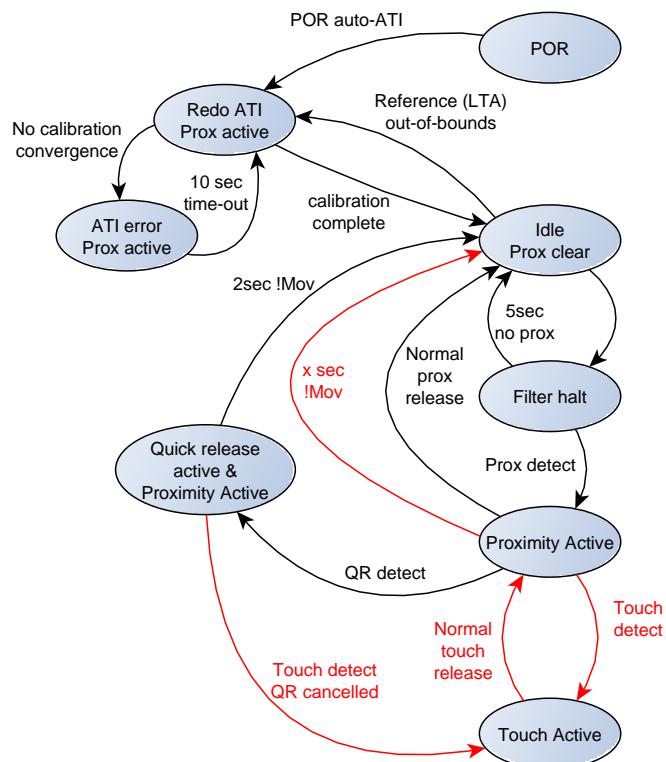 POR auto-ATI
POR
Redo ATI
Prox active
Reference (LTA)
out-of-bounds
No calibration
convergence
10 sec
time-out
calibration
complete
ATI error
Prox active
Idle
Prox clear
2sec !Mov
5sec
no prox
x sec
!Mov
Normal
prox
release
Filter halt
Quick release
active &
Proximity Active
Prox detect
Proximity Active
QR detect
Touch
detect
Normal
touch
release
Touch detect
QR cancelled
Touch Active